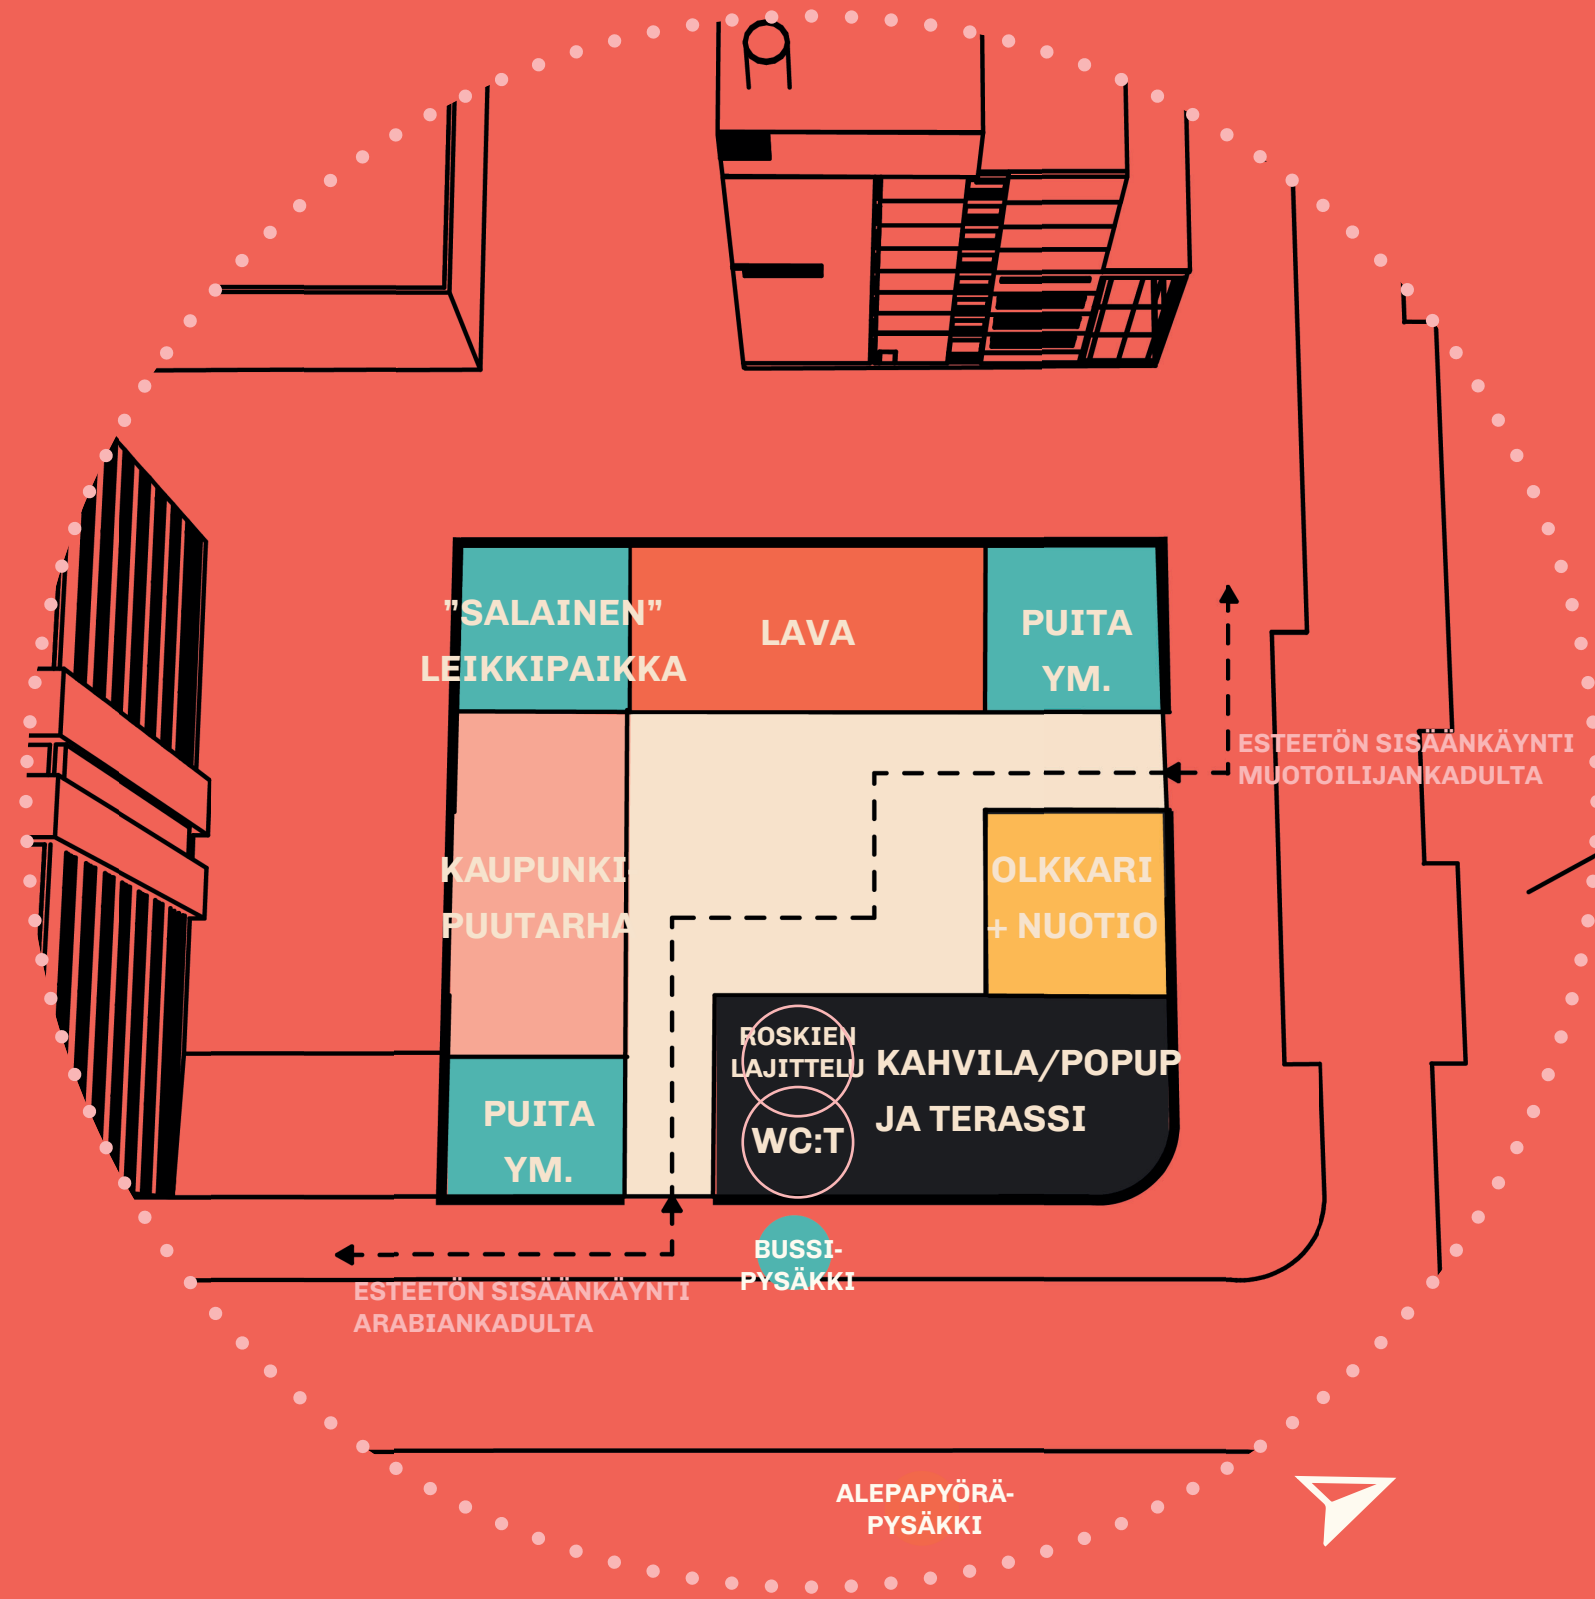 ”SALAINEN”
LEIKKIPAIKKA
LAVA
PUITA
YM.
ESTEETÖN SISÄÄNKÄYNTI
MUOTOILIJANKADULTA
KAUPUNKI-
PUUTARHA
OLKKARI
+ NUOTIO
ROSKIEN
LAJITTELU
KAHVILA/POPUP
JA TERASSI
WC:T
PUITA
YM.
BUSSI-
PYSÄKKI
ESTEETÖN SISÄÄNKÄYNTI
ARABIANKADULTA
ALEPAPYÖRÄ-
PYSÄKKI